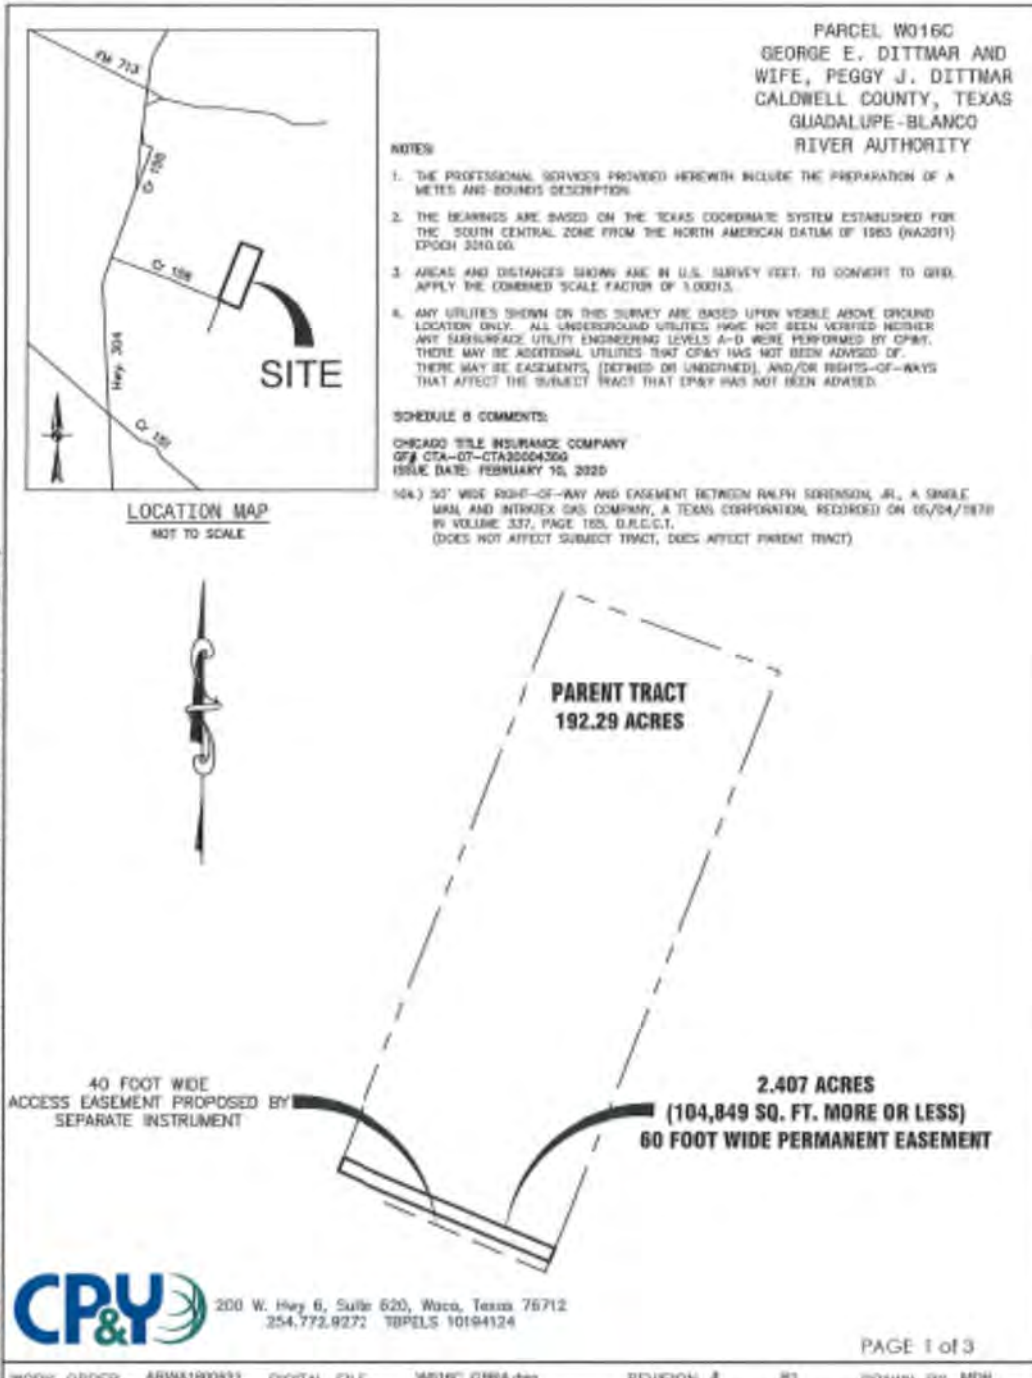 PARCEL W016C
GEORGE E. DITTMAR AND
WIFE, PEGGY J. DITTMAR
CALDWELL COUNTY, TEXAS
GUADALUPE-BLANCO
RIVER AUTHORITY
FM 713
Cr
Cr
Hwy. 304
Cr
SITE
LOCATION MAP
NOT TO SCALE
NOTES:
1. THE PROFESSIONAL SERVICES PROVIDED HEREWITH INCLUDE THE PREPARATION OF A
METES AND BOUNDS DESCRIPTION.
2. THE BEARINGS ARE BASED ON THE TEXAS COORDINATE SYSTEM ESTABLISHED FOR
THE SOUTH CENTRAL ZONE FROM THE NORTH AMERICAN DATUM OF 1983 (NA2011)
EPOCH 2010.00.
3. AREAS AND DISTANCES SHOWN ARE IN U.S. SURVEY FEET. TO CONVERT TO GRID,
APPLY THE COMBINED SCALE FACTOR OF 1.00013.
4. ANY UTILITIES SHOWN ON THIS SURVEY ARE BASED UPON VISIBLE ABOVE GROUND
LOCATION ONLY. ALL UNDERGROUND UTILITIES HAVE NOT BEEN VERIFIED NEITHER
ANY SUBSURFACE UTILITY ENGINEERING LEVELS A-D WERE PERFORMED BY CP&Y.
THERE MAY BE ADDITIONAL UTILITIES THAT CP&Y HAS NOT BEEN ADVISED OF.
THERE MAY BE EASEMENTS, (DEFINED OR UNDEFINED), AND/OR RIGHTS-OF-WAYS
THAT AFFECT THE SUBJECT TRACT THAT CP&Y HAS NOT BEEN ADVISED.
SCHEDULE B COMMENTS:
CHICAGO TITLE INSURANCE COMPANY
GF#
ISSUE DATE: FEBRUARY 10, 2020
50' WIDE RIGHT-OF-WAY AND EASEMENT BETWEEN RALPH SORENSON, JR., A SINGLE
MAN, AND INTRATEX GAS COMPANY, A TEXAS CORPORATION, RECORDED ON
IN VOLUME 337, PAGE D.R.C.C.T.
(DOES NOT AFFECT SUBJECT TRACT, DOES AFFECT PARENT TRACT)
PARENT TRACT
192.29 ACRES
40 FOOT WIDE
ACCESS EASEMENT PROPOSED BY
SEPARATE INSTRUMENT
2.407 ACRES
(104,849 SQ. FT. MORE OR LESS)
60 FOOT WIDE PERMANENT EASEMENT
CP&Y
200 W. Hwy 6, Suite 620, Waco, Texas 76712
254.772.9272 TBPELS 10194124
PAGE 1 of 3